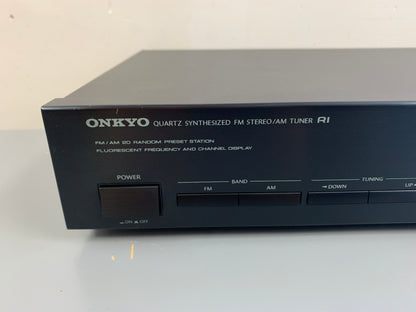 ONKYO QUARTZ SYNTHESIZED FM STEREO/AM TUNER RI
FM/AM 20 RANDOM PRESET STATION
FLUORESCENT FREQUENCY AND CHANNEL DISPLAY
POWER
BAND
TUNING
FM
AM
DOWN
UP
ON OFF